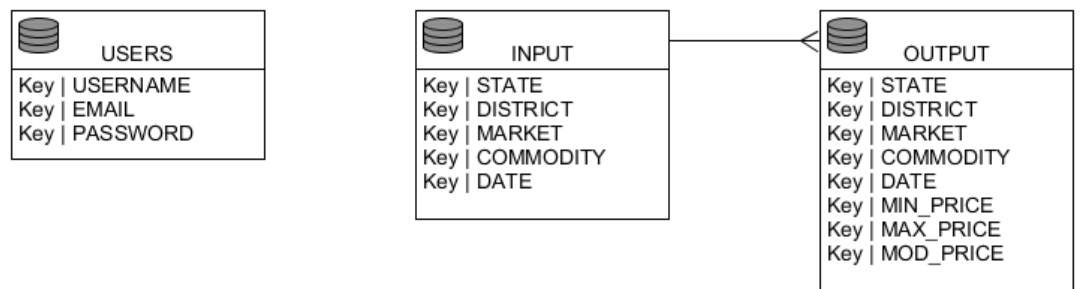 USERS
Key | USERNAME
Key | EMAIL
Key | PASSWORD
INPUT
Key | STATE
Key | DISTRICT
Key | MARKET
Key | COMMODITY
Key | DATE
OUTPUT
Key | STATE
Key | DISTRICT
Key | MARKET
Key | COMMODITY
Key | DATE
Key | MIN_PRICE
Key | MAX_PRICE
Key | MOD_PRICE